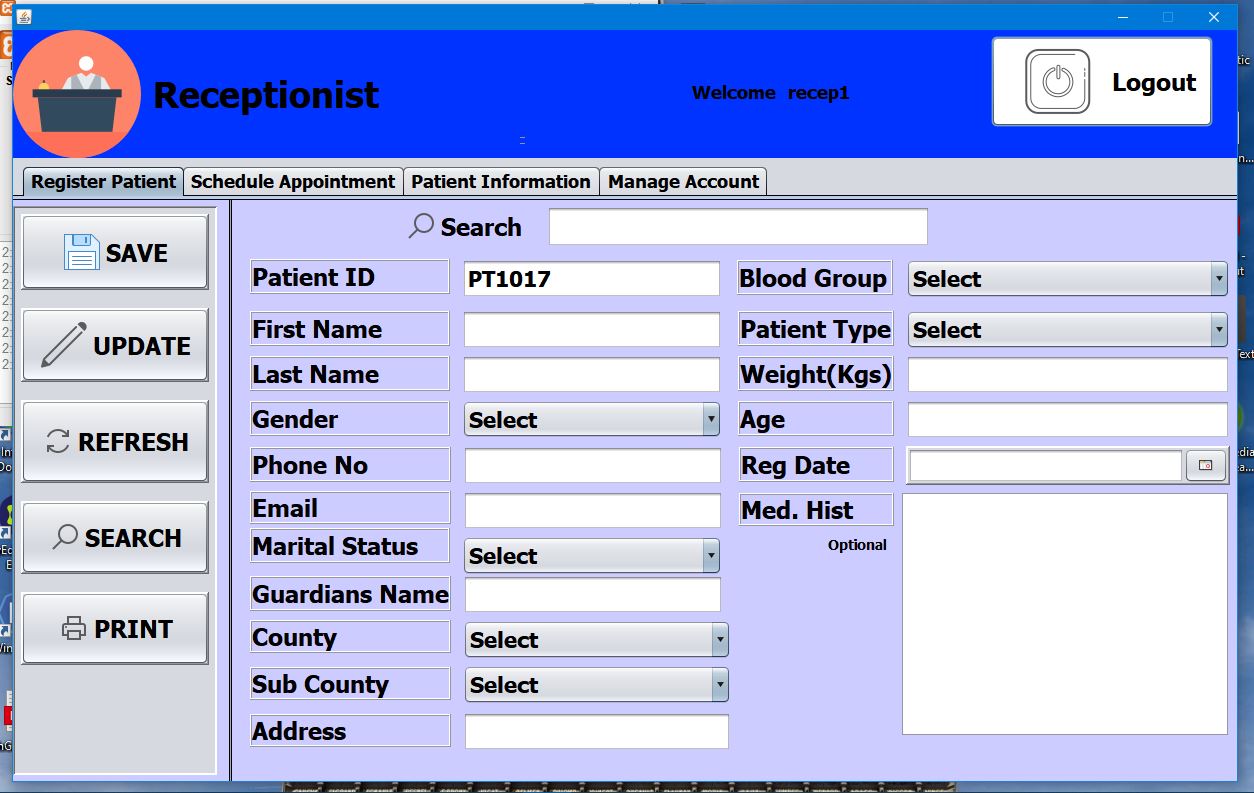 Receptionist
Welcome recep1
Logout
Register Patient
Schedule Appointment
Patient Information
Manage Account
SAVE
UPDATE
REFRESH
SEARCH
PRINT
Search
Patient ID
PT1017
First Name
Last Name
Gender
Select
Phone No
Email
Marital Status
Select
Guardians Name
County
Select
Sub County
Select
Address
Blood Group
Select
Patient Type
Select
Weight(Kgs)
Age
Reg Date
Med. Hist
Optional